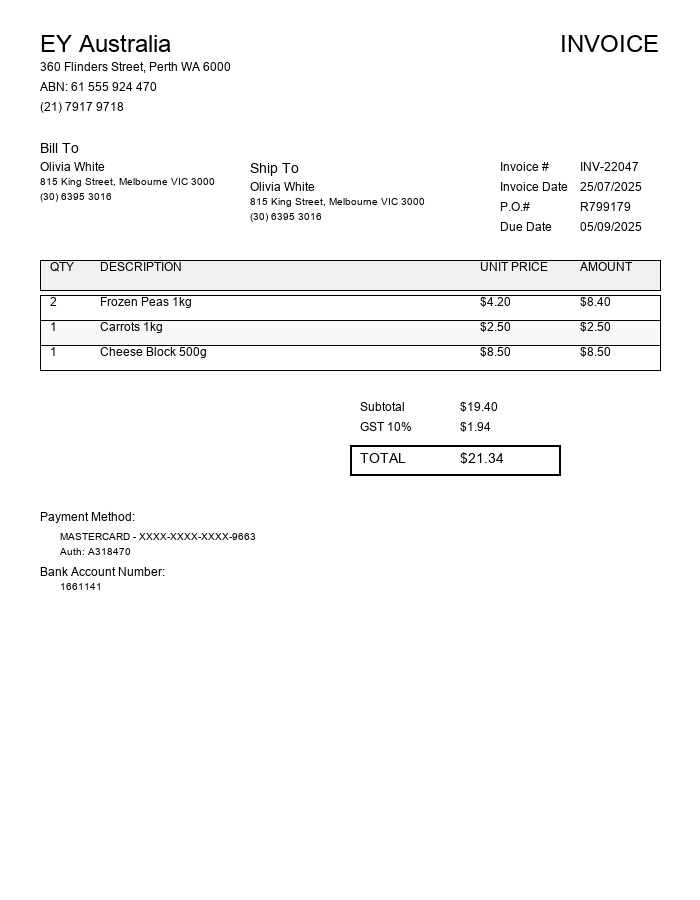 EY Australia
INVOICE
360 Flinders Street, Perth WA 6000
ABN: 61 555 924 470
(21) 7917 9718
Bill To
Olivia White
815 King Street, Melbourne VIC 3000
(30) 6395 3016
Ship To
Olivia White
815 King Street, Melbourne VIC 3000
(30) 6395 3016
Invoice # INV-22047
Invoice Date 25/07/2025
P.O.# R799179
Due Date 05/09/2025
QTY DESCRIPTION UNIT PRICE AMOUNT
2 Frozen Peas 1kg $4.20 $8.40
1 Carrots 1kg $2.50 $2.50
1 Cheese Block 500g $8.50 $8.50
Subtotal $19.40
GST 10% $1.94
TOTAL $21.34
Payment Method:
MASTERCARD - XXXX-XXXX-XXXX-9663
Auth: A318470
Bank Account Number:
1661141